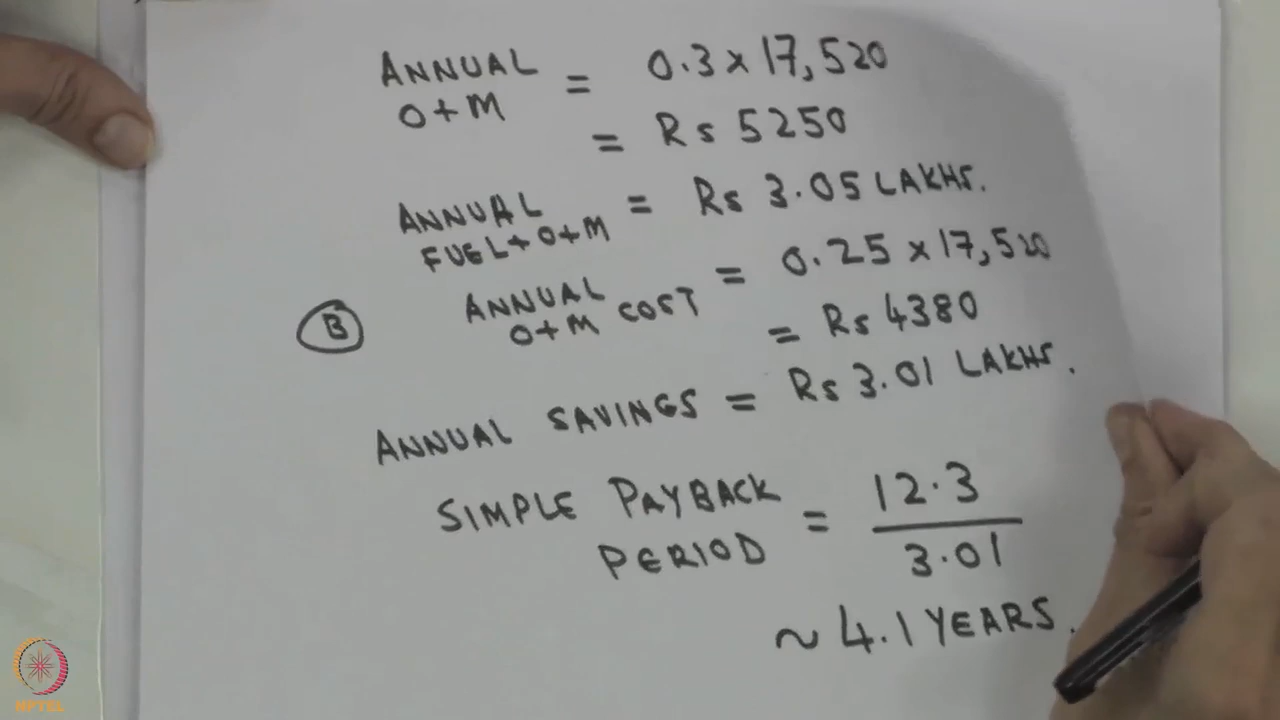 ANNUAL O+M = 0.3 × 17,520
= Rs 5250
ANNUAL FUEL+O+M = Rs 3.05 LAKHS.
B ANNUAL O+M COST = 0.25 × 17,520
= Rs 4380
ANNUAL SAVINGS = Rs 3.01 LAKHS.
SIMPLE PAYBACK PERIOD = 12.3 / 3.01
~ 4.1 YEARS.
NPTEL